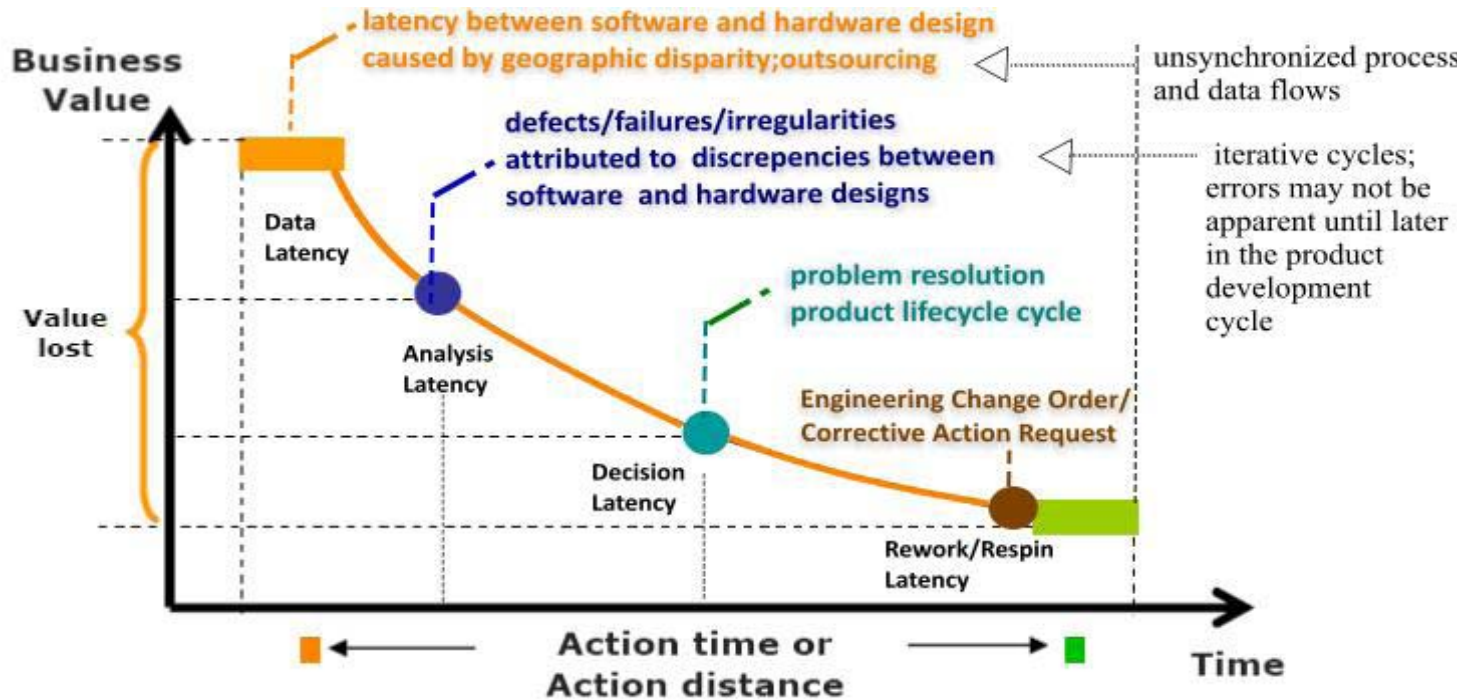 latency between software and hardware design
caused by geographic disparity;outsourcing
unsynchronized process
and data flows
Business
Value
defects/failures/irregularities
attributed to discrepencies between
software and hardware designs
iterative cycles;
errors may not be
apparent until later
in the product
development
cycle
Data
Latency
problem resolution
product lifecycle cycle
Value
lost
Analysis
Latency
Engineering Change Order/
Corrective Action Request
Decision
Latency
Rework/Respin
Latency
Action time or
Action distance
Time